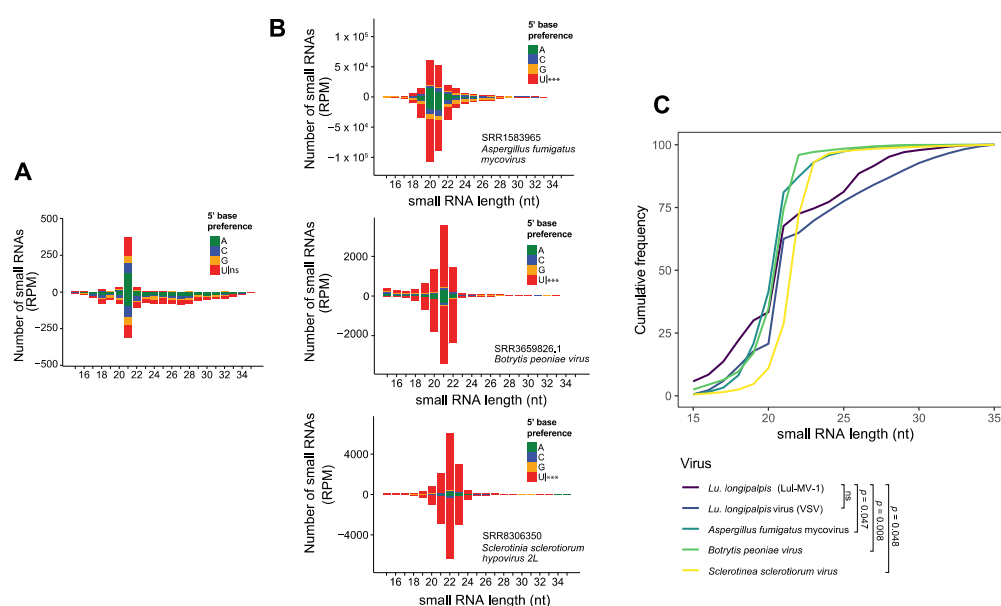 A
Number of small RNAs
(RPM)
500
250
0
−250
−500
5' base
preference
A
C
G
U|ns
16 18 20 22 24 26 28 30 32 34
small RNA length (nt)
B
Number of small RNAs
(RPM)
1 × 10⁵
5 × 10⁴
0
−5 × 10⁴
−1 × 10⁵
5' base
preference
A
C
G
U|***
SRR1583965
Aspergillus fumigatus
mycovirus
16 18 20 22 24 26 28 30 32 34
small RNA length (nt)
Number of small RNAs
(RPM)
2000
0
−2000
5' base
preference
A
C
G
U|***
SRR3659826.1
Botrytis peoniae virus
16 18 20 22 24 26 28 30 32 34
small RNA length (nt)
Number of small RNAs
(RPM)
4000
0
−4000
5' base
preference
A
C
G
U|***
SRR8306350
Sclerotinia sclerotiorum
hypovirus 2L
16 18 20 22 24 26 28 30 32 34
small RNA length (nt)
C
Cumulative frequency
100
75
50
25
0
15 20 25 30 35
small RNA length (nt)
Virus
Lu. longipalpis (Lul-MV-1)
Lu. longipalpis virus (VSV)
Aspergillus fumigatus mycovirus
Botrytis peoniae virus
Sclerotinea sclerotiorum virus
ns
p = 0.047
p = 0.008
p = 0.048